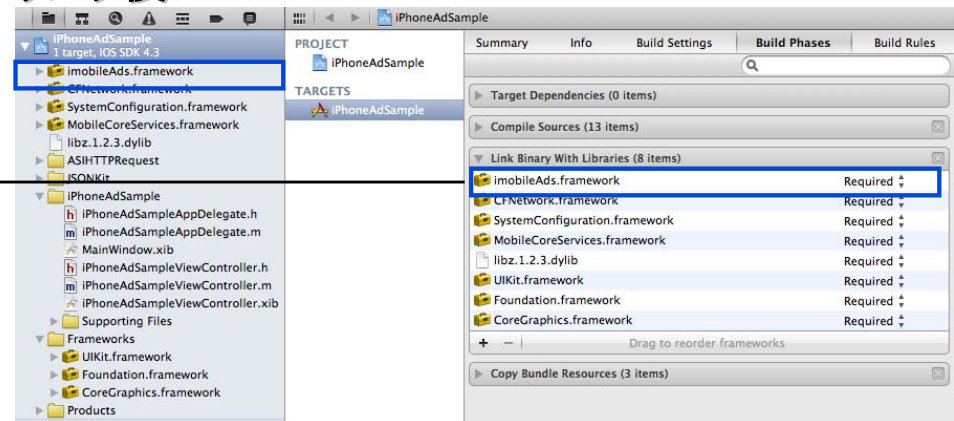 iPhoneAdSample
iPhoneAdSample
1 target, iOS SDK 4.3
imobileAds.framework
CFNetwork.framework
SystemConfiguration.framework
MobileCoreServices.framework
libz.1.2.3.dylib
ASIHTTPRequest
JSONKit
iPhoneAdSample
iPhoneAdSampleAppDelegate.h
iPhoneAdSampleAppDelegate.m
MainWindow.xib
iPhoneAdSampleViewController.h
iPhoneAdSampleViewController.m
iPhoneAdSampleViewController.xib
Supporting Files
Frameworks
UIKit.framework
Foundation.framework
CoreGraphics.framework
Products
PROJECT
iPhoneAdSample
TARGETS
iPhoneAdSample
Summary Info Build Settings Build Phases Build Rules
Target Dependencies (0 items)
Compile Sources (13 items)
Link Binary With Libraries (8 items)
imobileAds.framework Required
CFNetwork.framework Required
SystemConfiguration.framework Required
MobileCoreServices.framework Required
libz.1.2.3.dylib Required
UIKit.framework Required
Foundation.framework Required
CoreGraphics.framework Required
+ − Drag to reorder frameworks
Copy Bundle Resources (3 items)